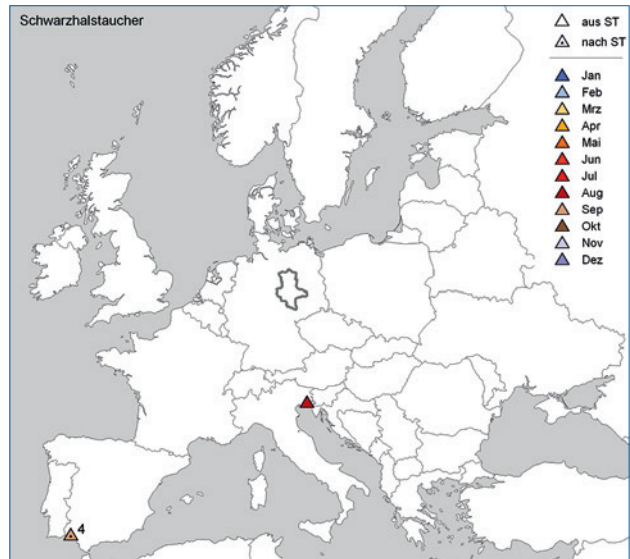 Schwarzhalstaucher
aus ST
nach ST
Jan
Feb
Mrz
Apr
Mai
Jun
Jul
Aug
Sep
Okt
Nov
Dez
4